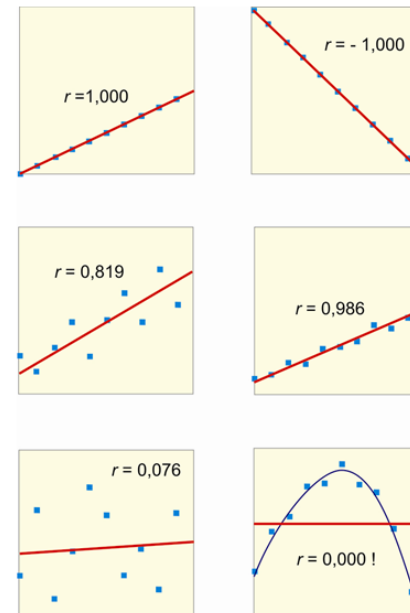 r =1,000
r = - 1,000
r = 0,819
r = 0,986
r = 0,076
r = 0,000 !